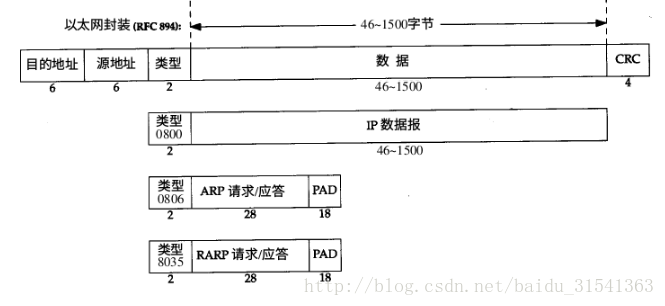 以太网封装 (RFC 894):
46~1500字节
目的地址 源地址 类型 数 据 CRC
6 6 2 46~1500 4
类型 0800 IP 数据报
2 46~1500
类型 0806 ARP 请求/应答 PAD
2 28 18
类型 8035 RARP 请求/应答 PAD
2 28 18
http://blog.csdn.net/baidu_31541363